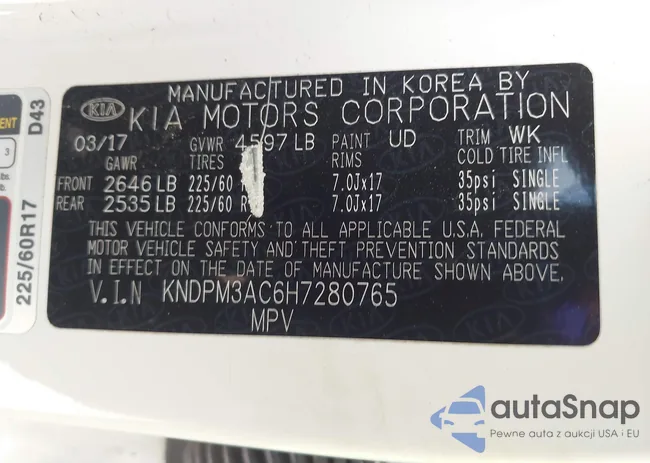 MANUFACTURED IN KOREA BY
KIA KIA MOTORS CORPORATION
03/17 GVWR 4597 LB PAINT UD TRIM WK
GAWR TIRES RIMS COLD TIRE INFL
FRONT 2646 LB 225/60 7.0Jx17 35psi SINGLE
REAR 2535 LB 225/60 7.0Jx17 35psi SINGLE
THIS VEHICLE CONFORMS TO ALL APPLICABLE U.S.A. FEDERAL
MOTOR VEHICLE SAFETY AND THEFT PREVENTION STANDARDS
IN EFFECT ON THE DATE OF MANUFACTURE SHOWN ABOVE.
V.I.N KNDPM3AC6H7280765
MPV
D43
3
225/60R17
autaSnap
Pewne auta z aukcji USA i EU